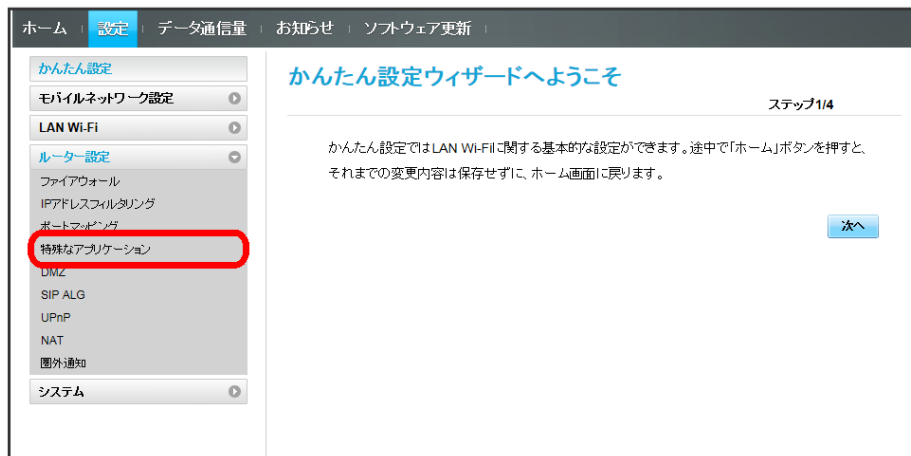 ホーム 設定 データ通信量 お知らせ ソフトウェア更新
かんたん設定
モバイルネットワーク設定
LAN Wi-Fi
ルーター設定
ファイアウォール
IPアドレスフィルタリング
ポートマッピング
特殊なアプリケーション
DMZ
SIP ALG
UPnP
NAT
圏外通知
システム
かんたん設定ウィザードへようこそ
ステップ1/4
かんたん設定ではLAN Wi-Fiに関する基本的な設定ができます。途中で「ホーム」ボタンを押すと、
それまでの変更内容は保存せずに、ホーム画面に戻ります。
次へ